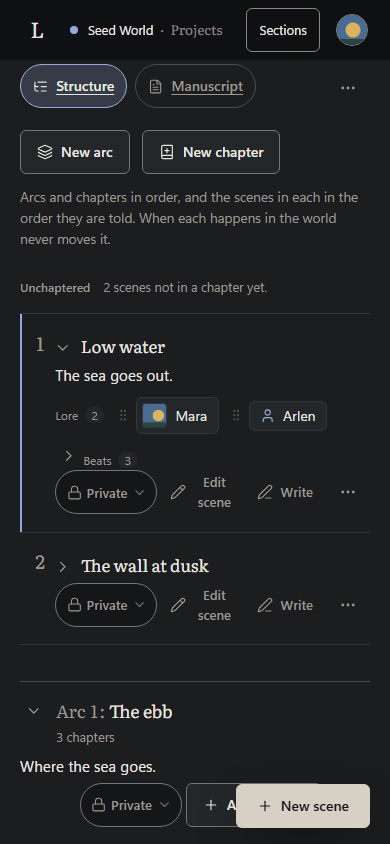 L Seed World · Projects Sections
Structure Manuscript ...
New arc New chapter
Arcs and chapters in order, and the scenes in each in the
order they are told. When each happens in the world
never moves it.
Unchaptered 2 scenes not in a chapter yet.
1 Low water
The sea goes out.
Lore 2 Mara Arlen
Beats 3
Private Edit scene Write ...
2 The wall at dusk
Private Edit scene Write ...
Arc 1: The ebb
3 chapters
Where the sea goes.
Private + New scene